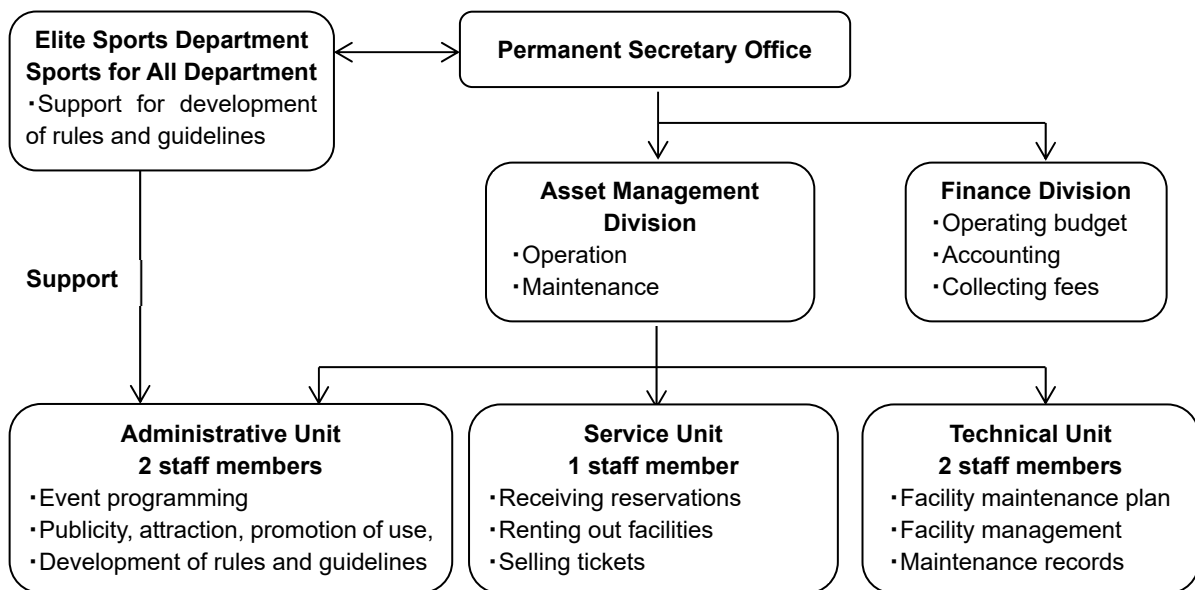 Elite Sports Department
Sports for All Department
・Support for development
of rules and guidelines
Permanent Secretary Office
Asset Management
Division
・Operation
・Maintenance
Finance Division
・Operating budget
・Accounting
・Collecting fees
Support
Administrative Unit
2 staff members
・Event programming
・Publicity, attraction, promotion of use,
・Development of rules and guidelines
Service Unit
1 staff member
・Receiving reservations
・Renting out facilities
・Selling tickets
Technical Unit
2 staff members
・Facility maintenance plan
・Facility management
・Maintenance records